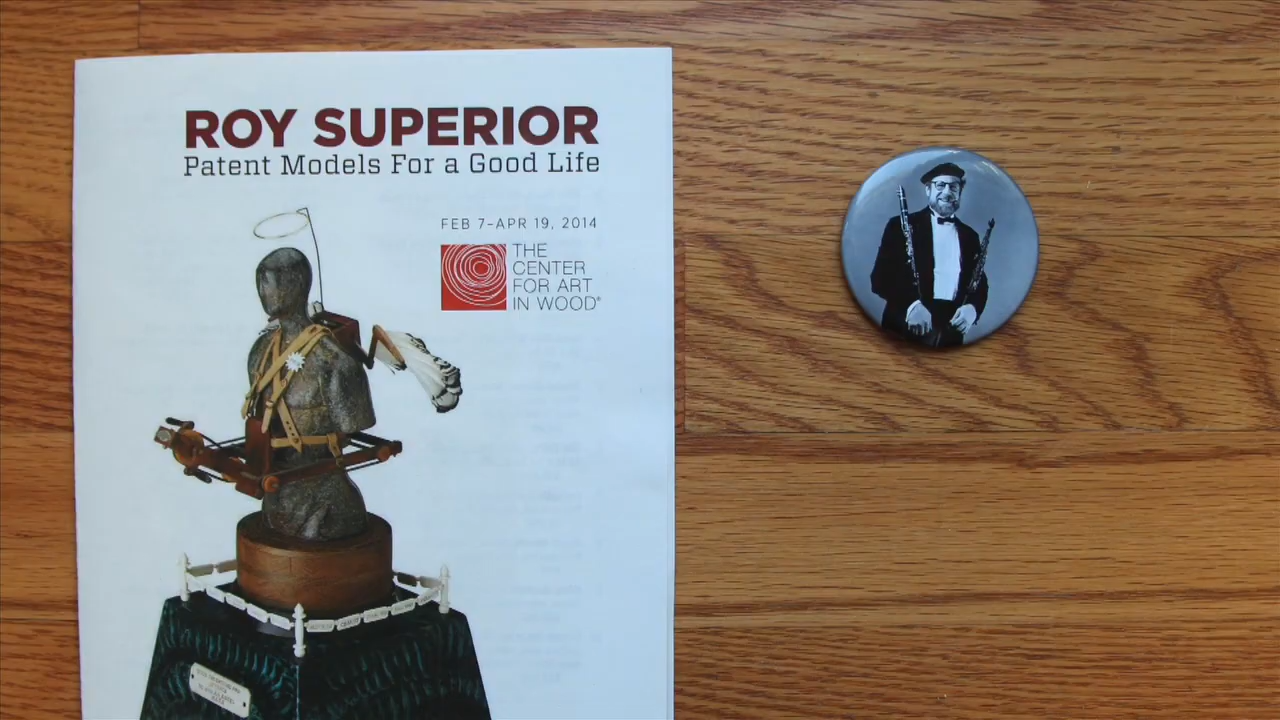 ROY SUPERIOR
Patent Models For a Good Life
FEB 7–APR 19, 2014
THE
CENTER
FOR ART
IN WOOD®